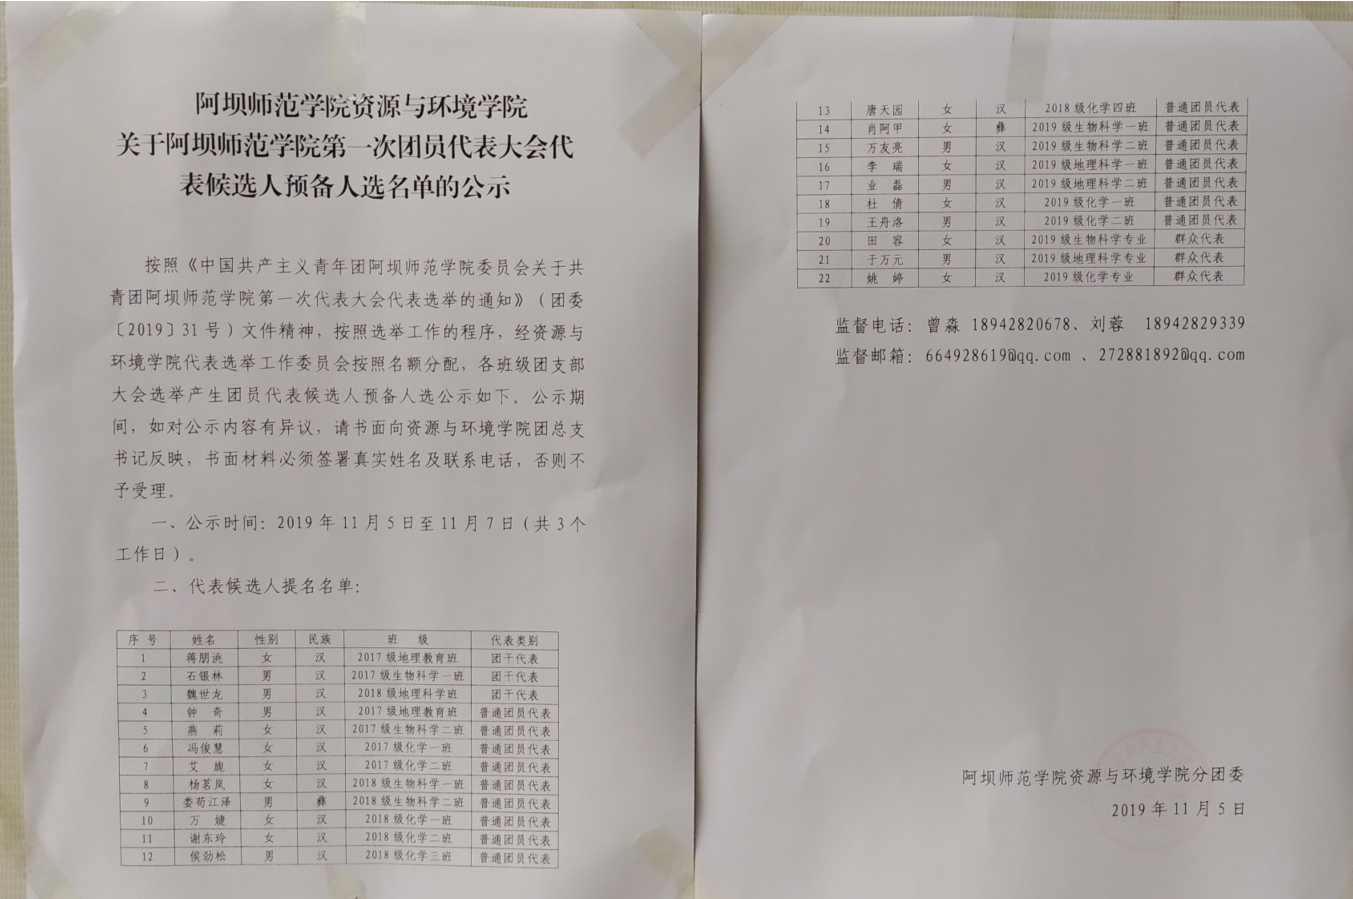 阿坝师范学院资源与环境学院
关于阿坝师范学院第一次团员代表大会代
表候选人预备人选名单的公示
按照《中国共产主义青年团阿坝师范学院委员会关于共
青团阿坝师范学院第一次代表大会代表选举的通知》（团委
〔2019〕31号）文件精神，按照选举工作的程序，经资源与
环境学院代表选举工作委员会按照名额分配，各班级团支部
大会选举产生团员代表候选人预备人选公示如下。公示期
间，如对公示内容有异议，请书面向资源与环境学院团总支
书记反映，书面材料必须签署真实姓名及联系电话，否则不
予受理。
一、公示时间：2019年11月5日至11月7日（共3个
工作日）。
二、代表候选人提名名单：
序 号 姓名 性别 民族 班 级 代表类别
1 蒋朋洮 女 汉 2017级地理教育班 团干代表
2 石银林 男 汉 2017级生物科学一班 团干代表
3 魏世龙 男 汉 2018级地理科学班 团干代表
4 钟 奇 男 汉 2017级地理教育班 普通团员代表
5 燕 莉 女 汉 2017级生物科学二班 普通团员代表
6 冯俊慧 女 汉 2017级化学一班 普通团员代表
7 艾 旎 女 汉 2017级化学二班 普通团员代表
8 杨茗岚 女 汉 2018级生物科学一班 普通团员代表
9 娄荀江泽 男 彝 2018级生物科学二班 普通团员代表
10 万 婕 女 汉 2018级化学一班 普通团员代表
11 谢东玲 女 汉 2018级化学二班 普通团员代表
12 侯劲松 男 汉 2018级化学三班 普通团员代表
13 唐天园 女 汉 2018级化学四班 普通团员代表
14 肖阿甲 女 彝 2019级生物科学一班 普通团员代表
15 万友亮 男 汉 2019级生物科学二班 普通团员代表
16 李 瑞 女 汉 2019级地理科学一班 普通团员代表
17 业 磊 男 汉 2019级地理科学二班 普通团员代表
18 杜 倩 女 汉 2019级化学一班 普通团员代表
19 王舟洛 男 汉 2019级化学二班 普通团员代表
20 田 容 女 汉 2019级生物科学专业 群众代表
21 于万元 男 汉 2019级地理科学专业 群众代表
22 姚 婷 女 汉 2019级化学专业 群众代表
监督电话：曾淼 18942820678、刘蓉 18942829339
监督邮箱：664928619@qq.com 、272881892@qq.com
阿坝师范学院资源与环境学院分团委
2019年11月5日